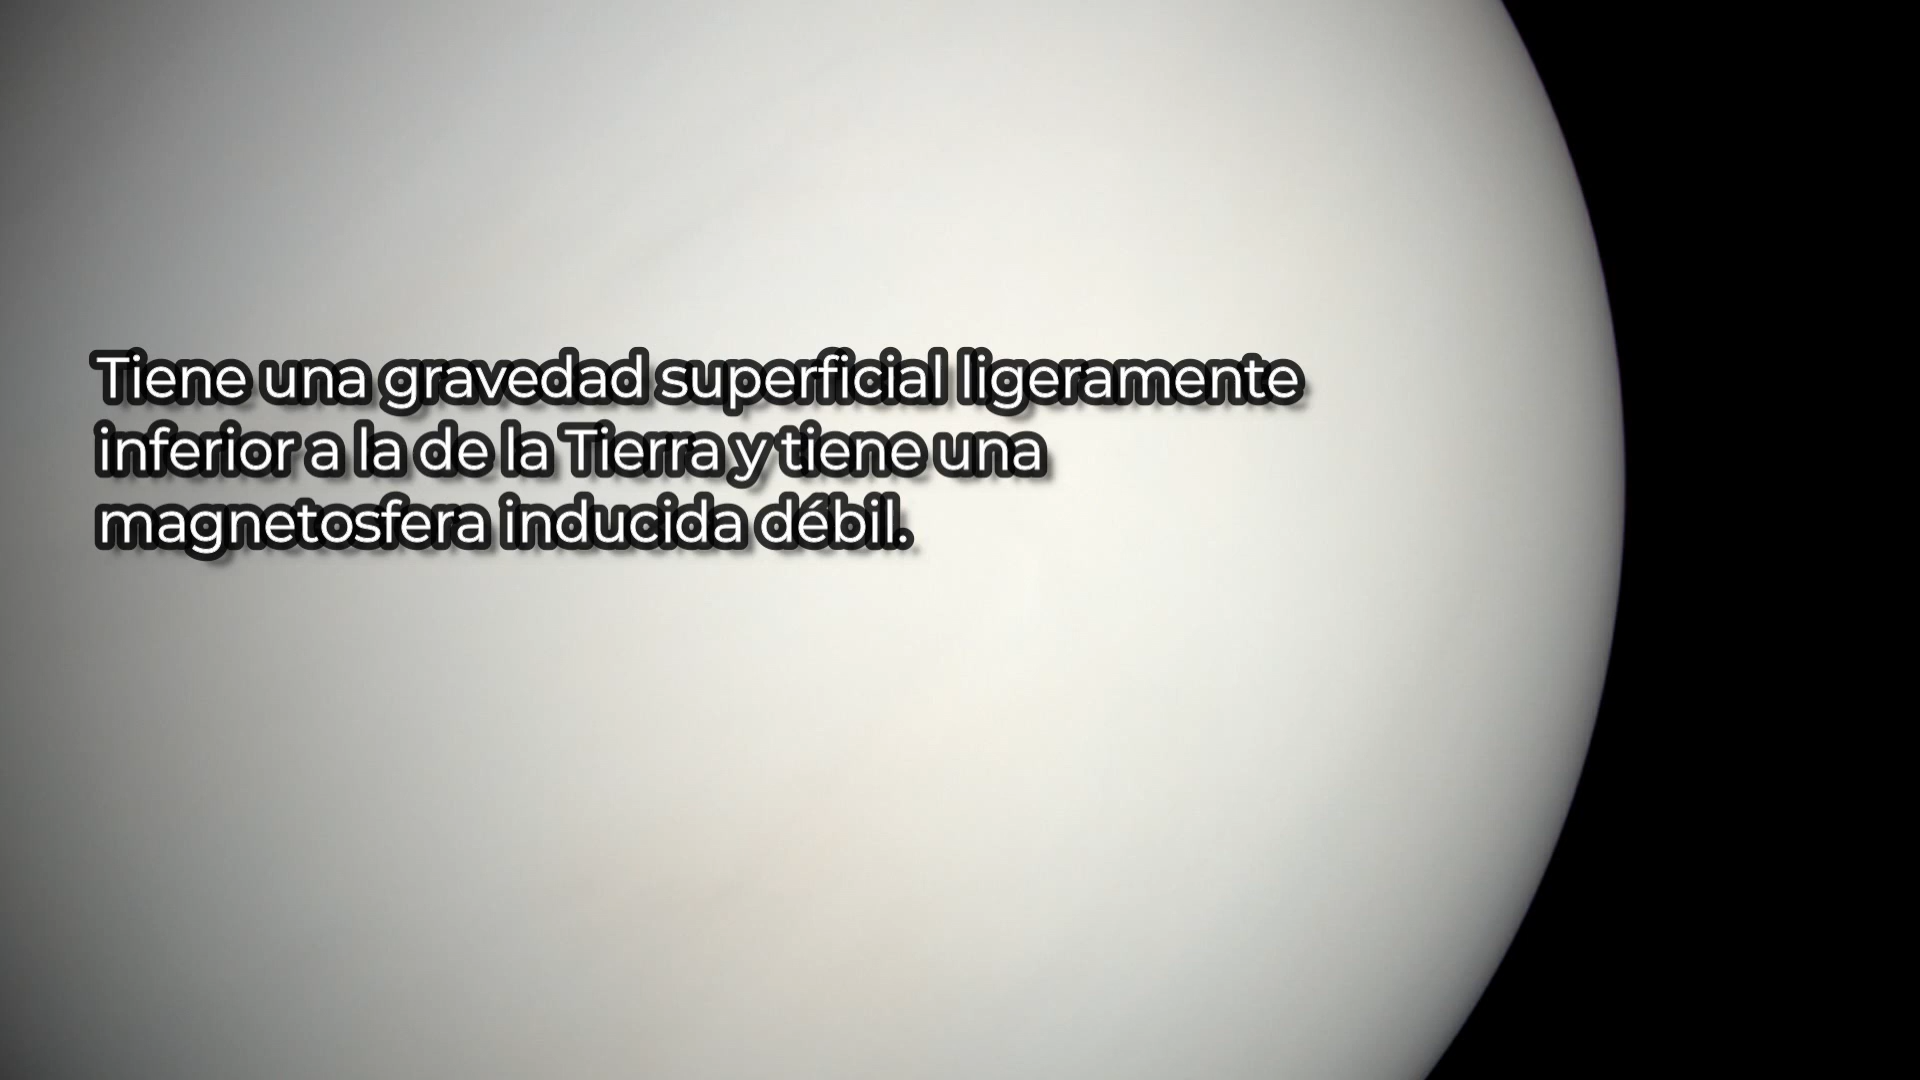 Tiene una gravedad superficial ligeramente
inferior a la de la Tierra y tiene una
magnetosfera inducida débil.